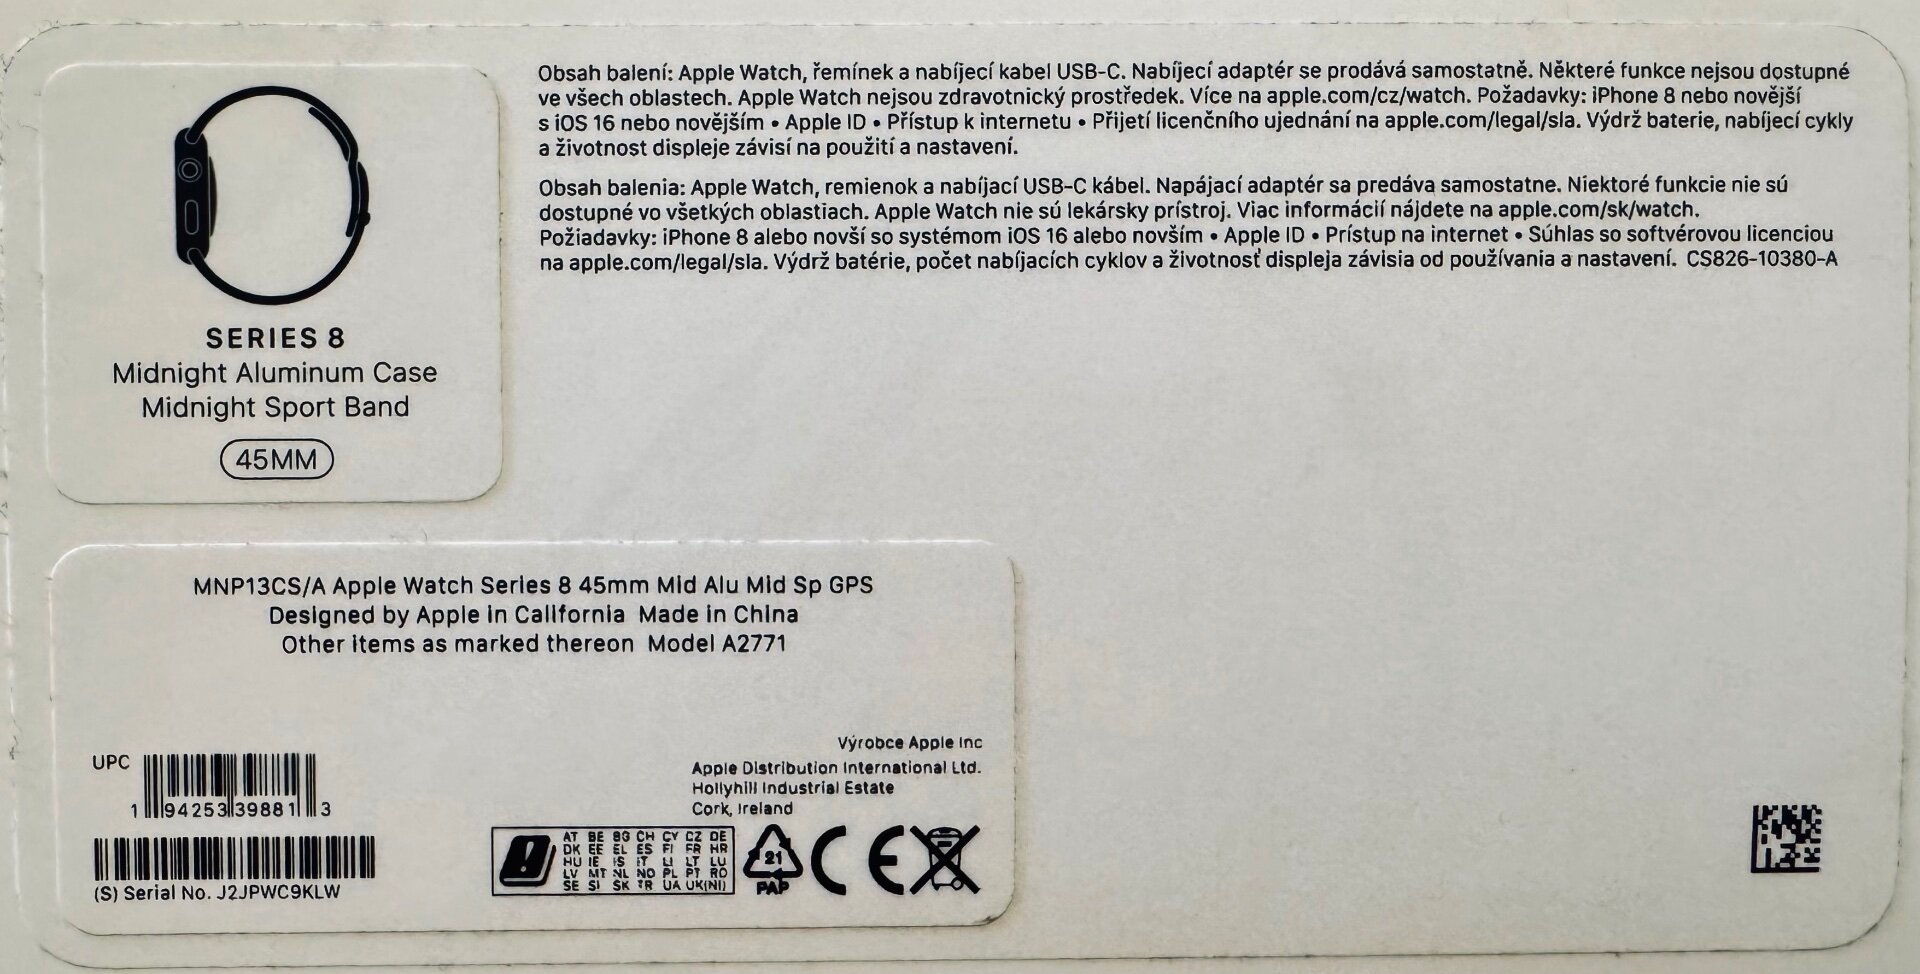 Obsah balení: Apple Watch, řemínek a nabíjecí kabel USB-C. Nabíjecí adaptér se prodává samostatně. Některé funkce nejsou dostupné
ve všech oblastech. Apple Watch nejsou zdravotnický prostředek. Více na apple.com/cz/watch. Požadavky: iPhone 8 nebo novější
s iOS 16 nebo novějším • Apple ID • Přístup k internetu • Přijetí licenčního ujednání na apple.com/legal/sla. Výdrž baterie, nabíjecí cykly
a životnost displeje závisí na použití a nastavení.
Obsah balenia: Apple Watch, remienok a nabíjací USB-C kábel. Napájací adaptér sa predáva samostatne. Niektoré funkcie nie sú
dostupné vo všetkých oblastiach. Apple Watch nie sú lekársky prístroj. Viac informácií nájdete na apple.com/sk/watch.
Požiadavky: iPhone 8 alebo novší so systémom iOS 16 alebo novším • Apple ID • Prístup na internet • Súhlas so softvérovou licenciou
na apple.com/legal/sla. Výdrž batérie, počet nabíjacích cyklov a životnosť displeja závisia od používania a nastavení. CS826-10380-A
SERIES 8
Midnight Aluminum Case
Midnight Sport Band
45MM
MNP13CS/A Apple Watch Series 8 45mm Mid Alu Mid Sp GPS
Designed by Apple in California Made in China
Other items as marked thereon Model A2771
Výrobce Apple Inc
Apple Distribution International Ltd.
Hollyhill Industrial Estate
Cork, Ireland
UPC
1 94253 39881 3
(S) Serial No. J2JPWC9KLW
AT BE BG CH CY CZ DE
DK EE EL ES FI FR HR
HU IE IS IT LI LT LU
LV MT NL NO PL PT RO
SE SI SK TR UA UK(NI)
21
PAP
CE